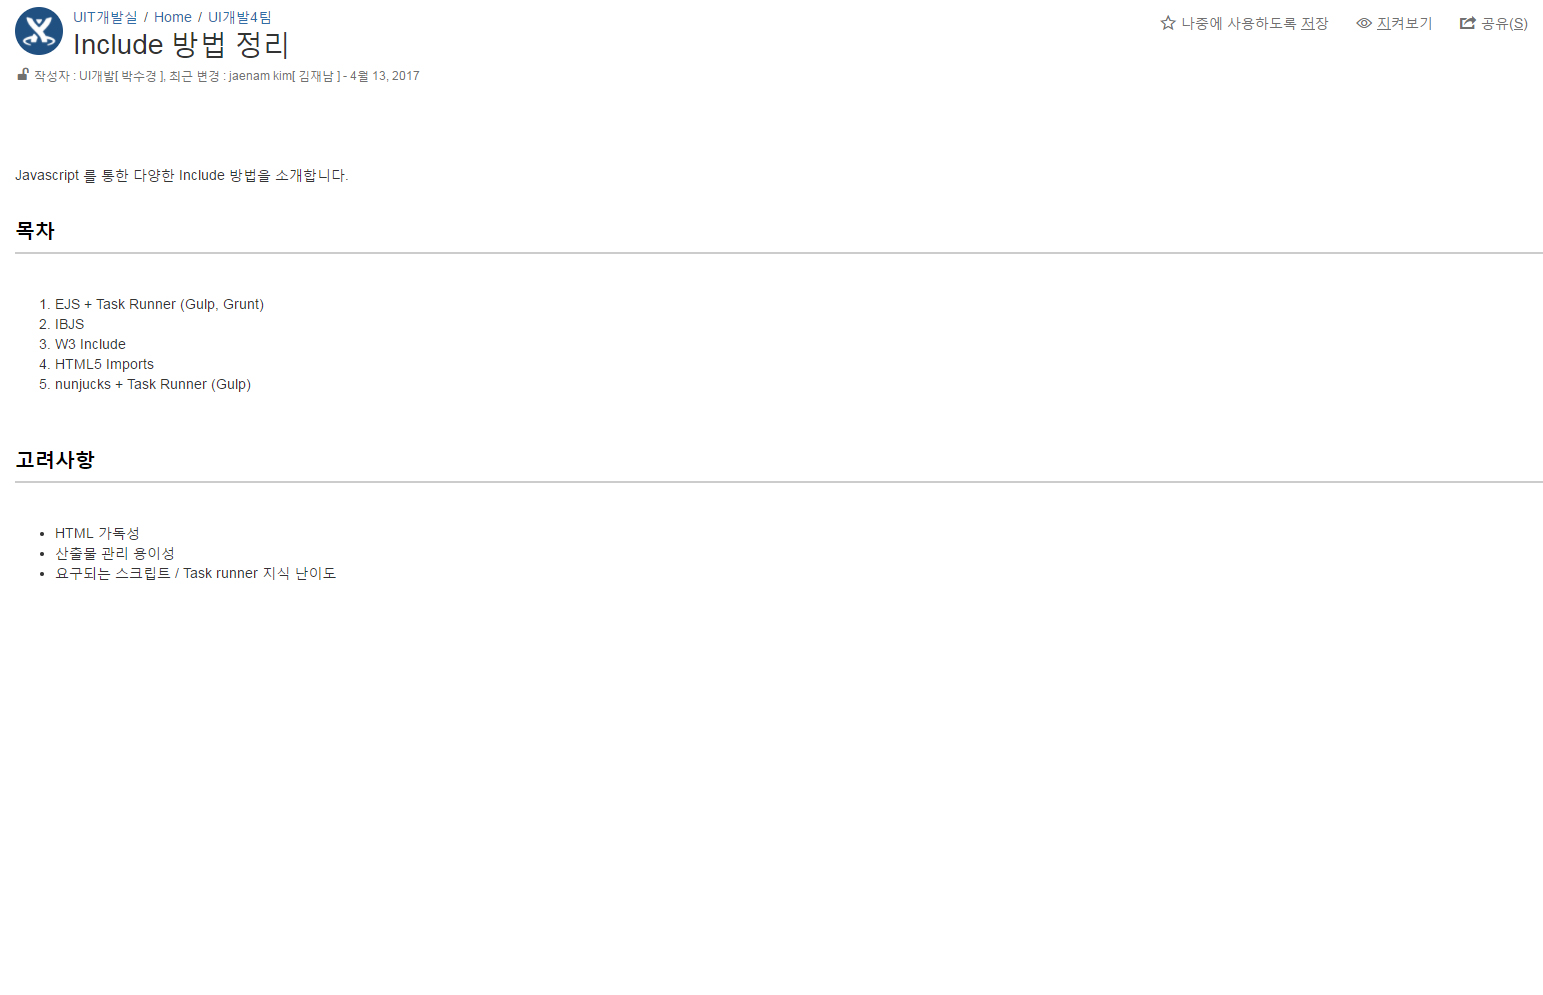 UIT개발실 / Home / UI개발4팀
나중에 사용하도록 저장 지켜보기 공유(S)
Include 방법 정리
작성자 : UI개발[ 박수경 ], 최근 변경 : jaenam kim[ 김재남 ] - 4월 13, 2017
Javascript 를 통한 다양한 Include 방법을 소개합니다.
목차
1. EJS + Task Runner (Gulp, Grunt)
2. IBJS
3. W3 Include
4. HTML5 Imports
5. nunjucks + Task Runner (Gulp)
고려사항
• HTML 가독성
• 산출물 관리 용이성
• 요구되는 스크립트 / Task runner 지식 난이도